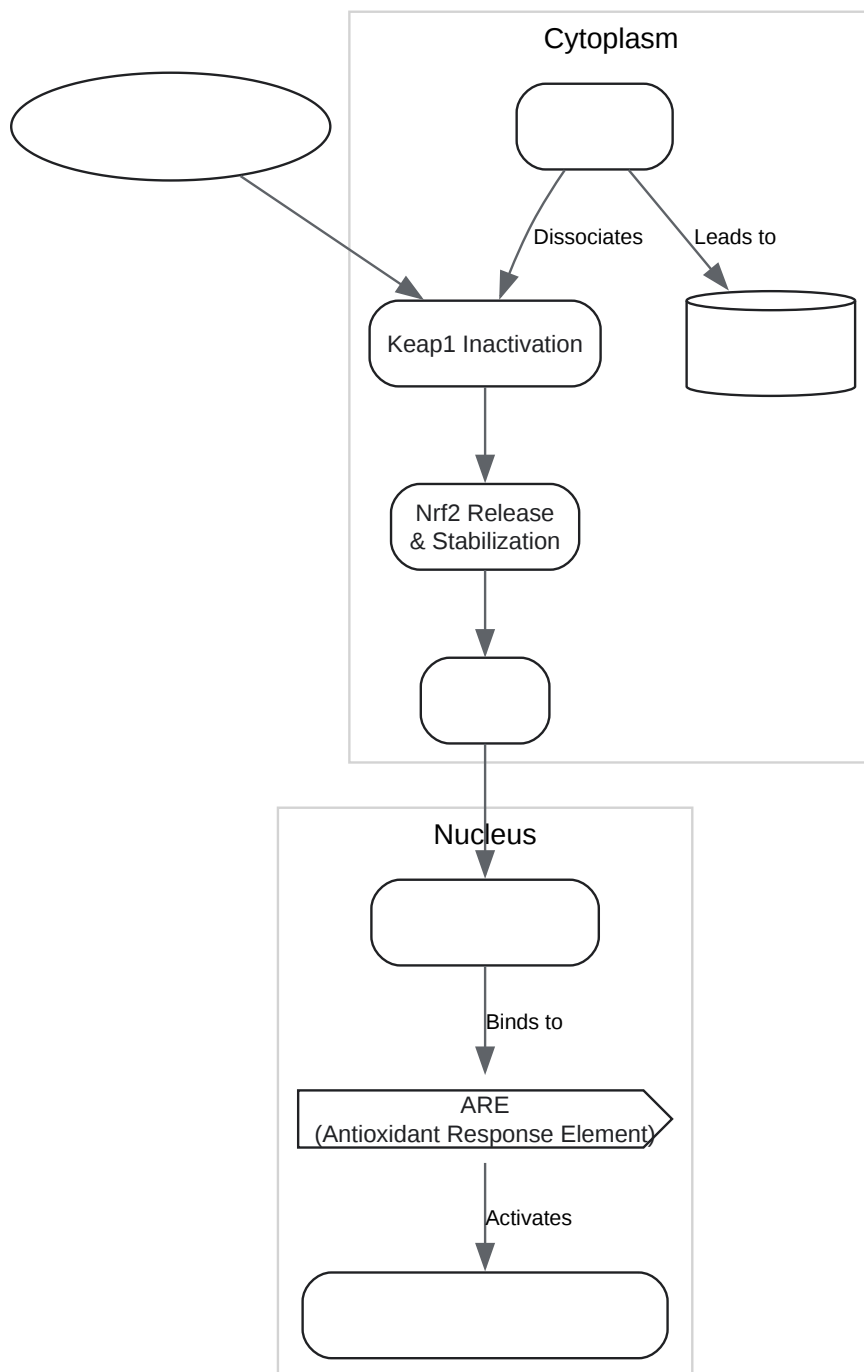 Cytoplasm
Dissociates
Leads to
Keap1 Inactivation
Nrf2 Release
& Stabilization
Nucleus
Binds to
ARE
(Antioxidant Response Element)
Activates